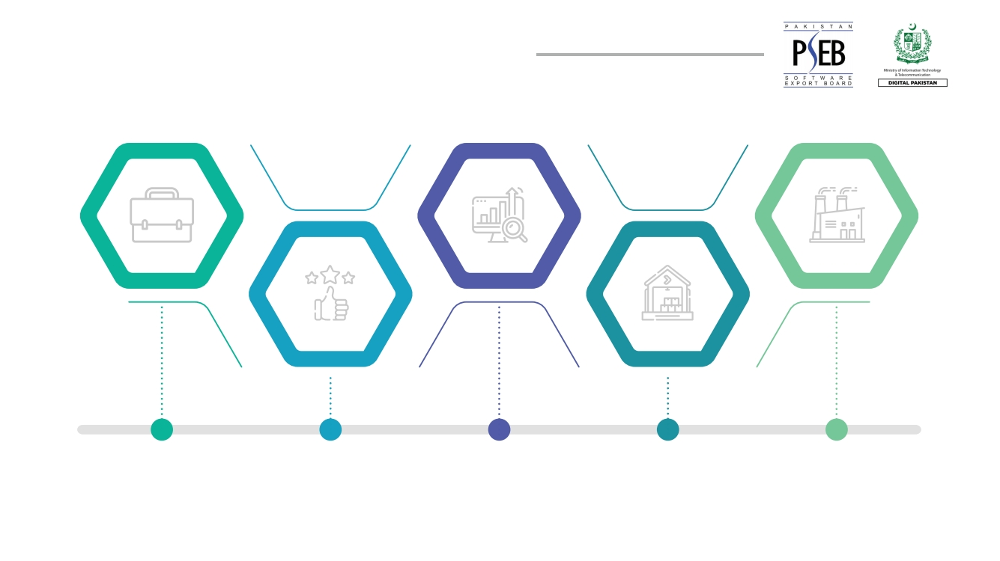 PAKISTAN
PSEB
SOFTWARE
EXPORT BOARD
Ministry of Information Technology
& Telecommunication
DIGITAL PAKISTAN